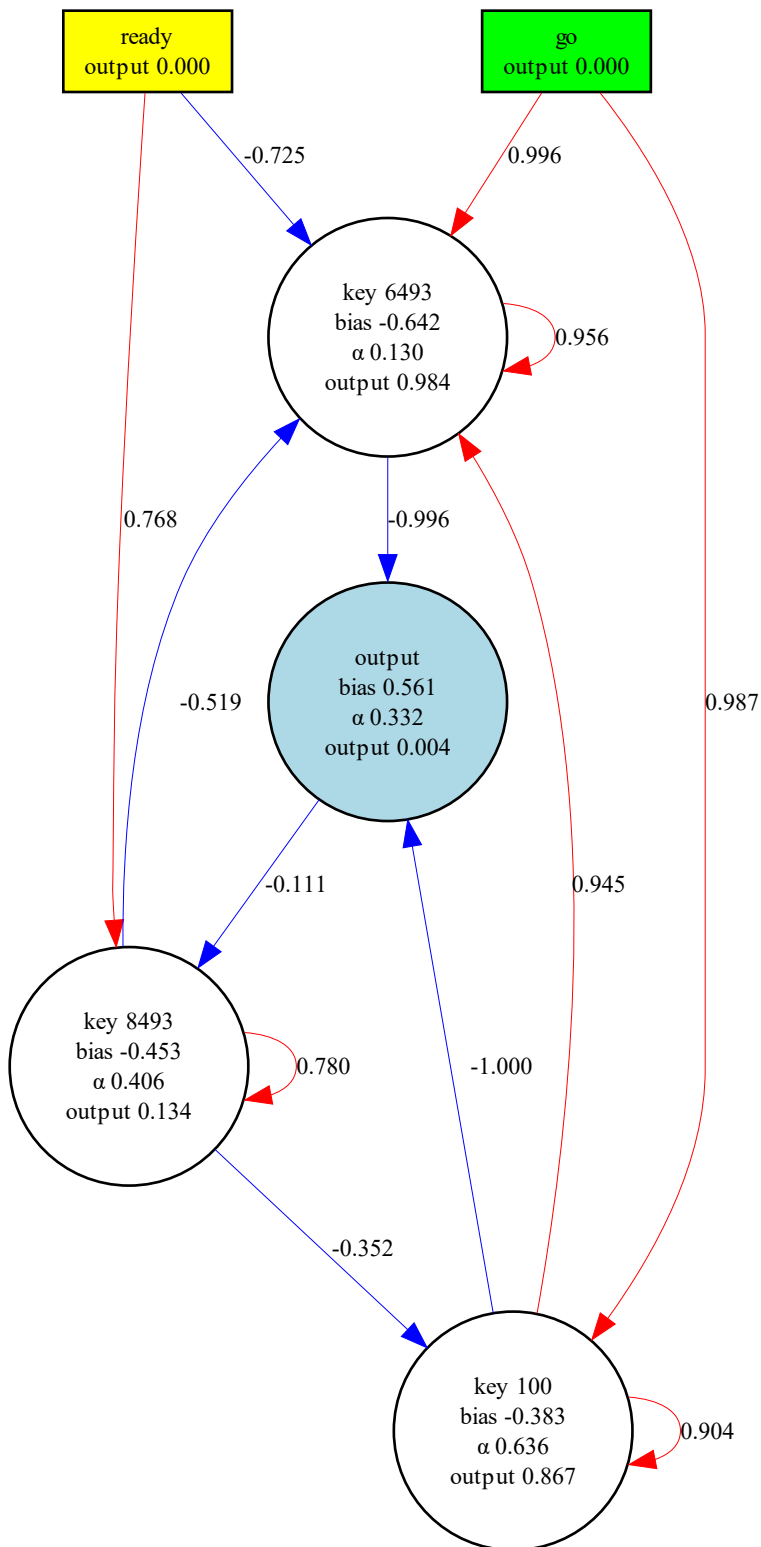 ready
output 0.000
go
output 0.000
-0.725
0.996
key 6493
bias -0.642
α 0.130
output 0.984
0.956
0.768
-0.996
-0.519
output
bias 0.561
α 0.332
output 0.004
0.987
-0.111
0.945
key 8493
bias -0.453
α 0.406
output 0.134
0.780
-1.000
-0.352
key 100
bias -0.383
α 0.636
output 0.867
0.904